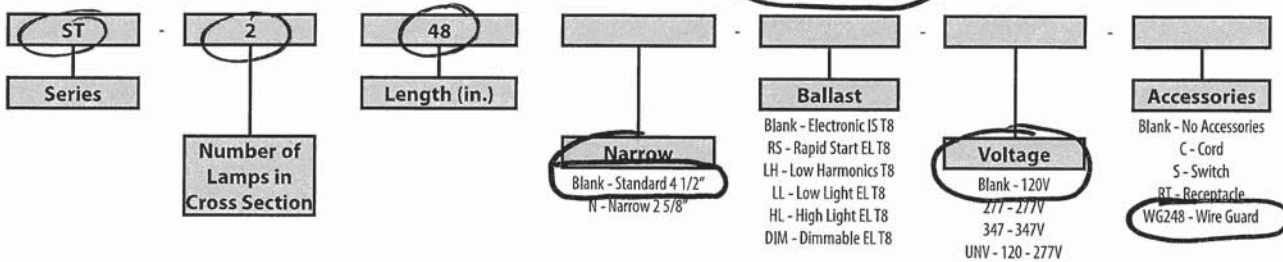 ST - 2 48 - - -
Series
Length (in.)
Ballast
Accessories
Number of
Lamps in
Cross Section
Narrow
Blank - Standard 4 1/2"
N - Narrow 2 5/8"
Blank - Electronic IS T8
RS - Rapid Start EL T8
LH - Low Harmonics T8
LL - Low Light EL T8
HL - High Light EL T8
DIM - Dimmable EL T8
Voltage
Blank - 120V
277 - 277V
347 - 347V
UNV - 120 - 277V
Blank - No Accessories
C - Cord
S - Switch
RT - Receptacle
WG248 - Wire Guard